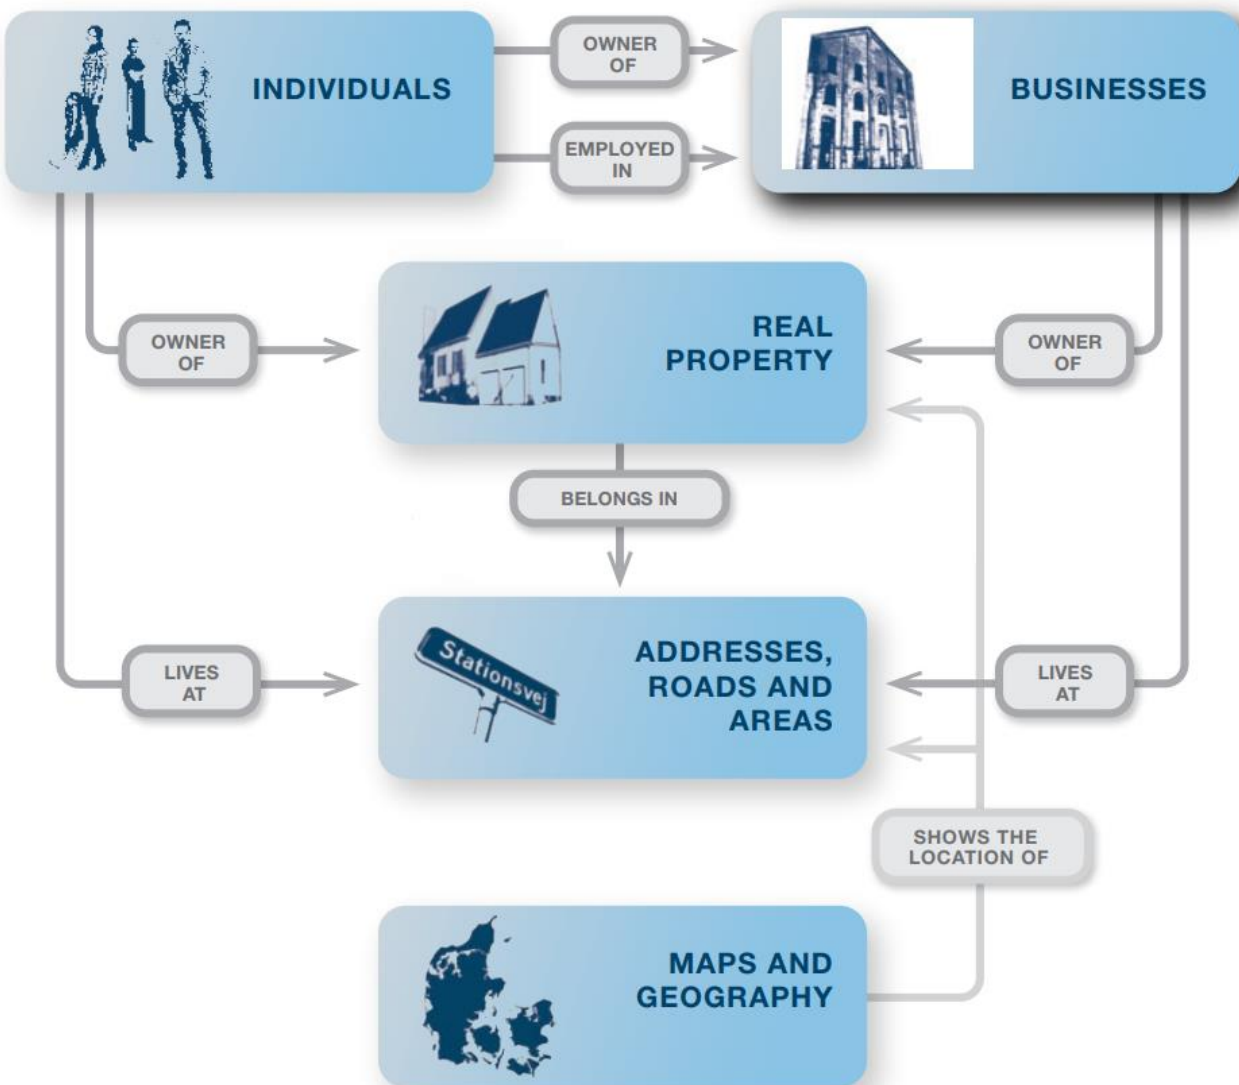 INDIVIDUALS
OWNER
OF
EMPLOYED
IN
BUSINESSES
OWNER
OF
REAL
PROPERTY
OWNER
OF
BELONGS IN
LIVES
AT
Stationsvej
ADDRESSES,
ROADS AND
AREAS
LIVES
AT
SHOWS THE
LOCATION OF
MAPS AND
GEOGRAPHY